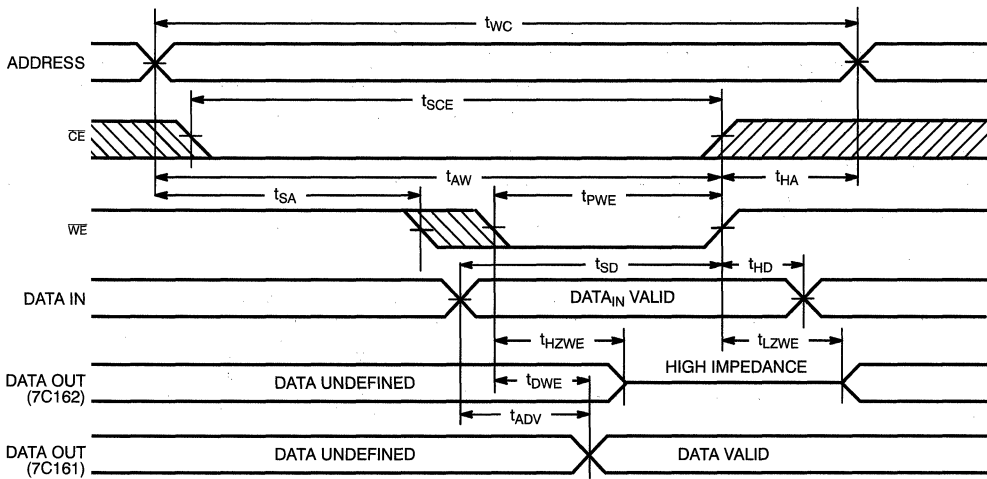 tWC
ADDRESS
tSCE
CE
tAW
tHA
tSA
tPWE
WE
tSD
tHD
DATA IN
DATAIN VALID
tHZWE
tLZWE
HIGH IMPEDANCE
DATA OUT
(7C162)
DATA UNDEFINED
tDWE
tADV
DATA OUT
(7C161)
DATA UNDEFINED
DATA VALID